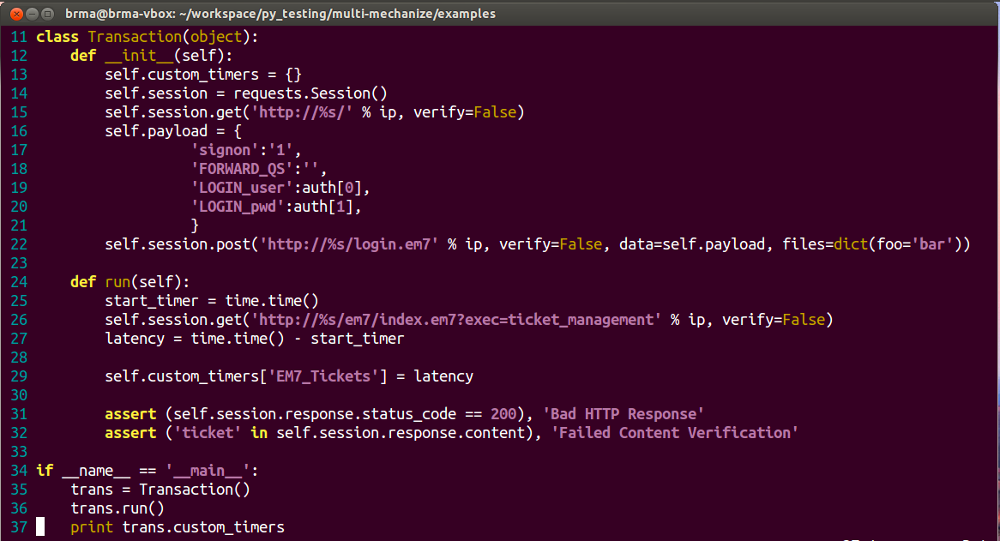 brma@brma-vbox: ~/workspace/py_testing/multi-mechanize/examples
11 class Transaction(object):
12     def __init__(self):
13         self.custom_timers = {}
14         self.session = requests.Session()
15         self.session.get('http://%s/' % ip, verify=False)
16         self.payload = {
17                   'signon':'1',
18                   'FORWARD_QS':'',
19                   'LOGIN_user':auth[0],
20                   'LOGIN_pwd':auth[1],
21                   }
22         self.session.post('http://%s/login.em7' % ip, verify=False, data=self.payload, files=dict(foo='bar'))
23
24     def run(self):
25         start_timer = time.time()
26         self.session.get('http://%s/em7/index.em7?exec=ticket_management' % ip, verify=False)
27         latency = time.time() - start_timer
28
29         self.custom_timers['EM7_Tickets'] = latency
30
31         assert (self.session.response.status_code == 200), 'Bad HTTP Response'
32         assert ('ticket' in self.session.response.content), 'Failed Content Verification'
33
34 if __name__ == '__main__':
35     trans = Transaction()
36     trans.run()
37     print trans.custom_timers